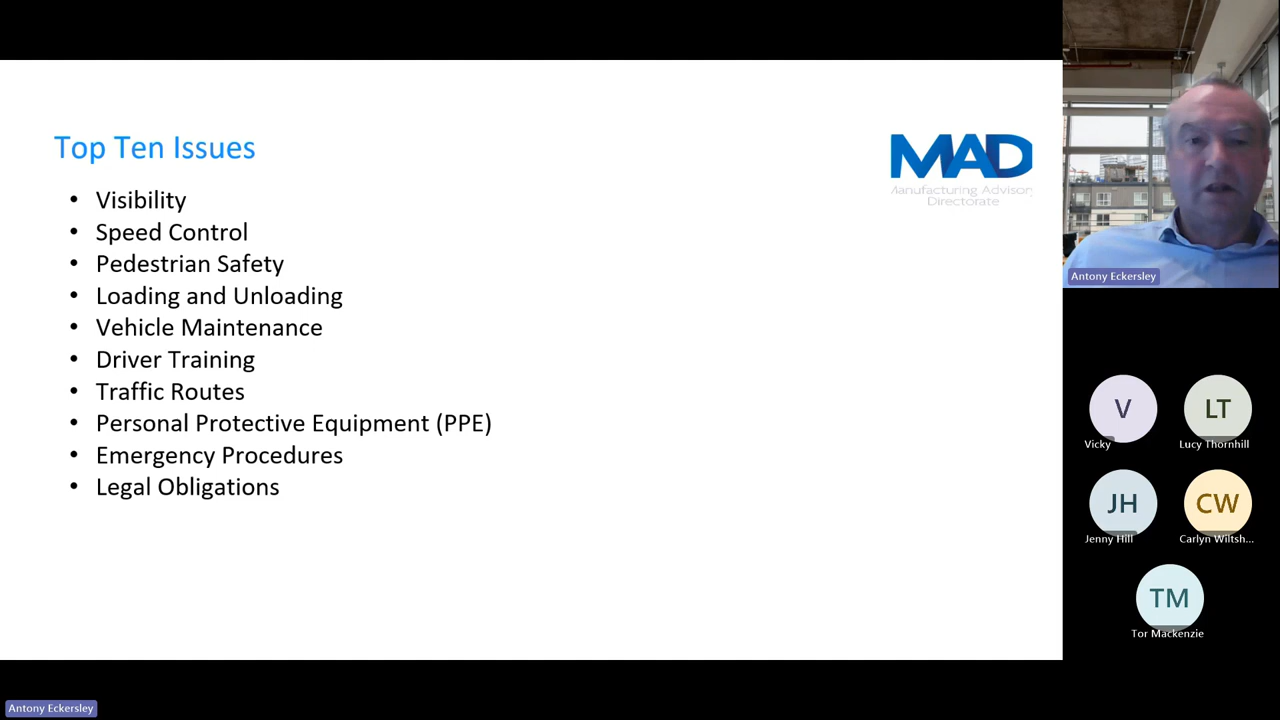 Top Ten Issues
• Visibility
• Speed Control
• Pedestrian Safety
• Loading and Unloading
• Vehicle Maintenance
• Driver Training
• Traffic Routes
• Personal Protective Equipment (PPE)
• Emergency Procedures
• Legal Obligations
MAD
Manufacturing Advisory
Directorate
Antony Eckersley
V
Vicky
LT
Lucy Thornhill
JH
Jenny Hill
CW
Carlyn Wiltsh...
TM
Tor Mackenzie
Antony Eckersley